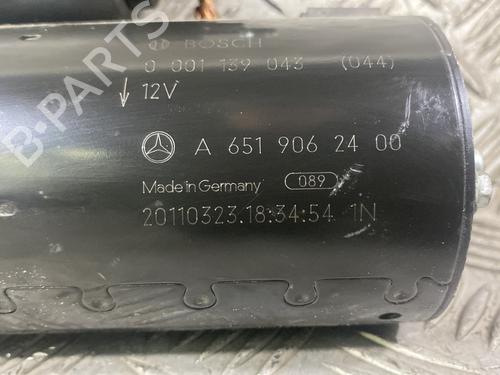 BOSCH
0 001 139 043 (044)
12V
A 651 906 24 00
Made in Germany 089
20110323.18:34:54 1N
B-PARTS